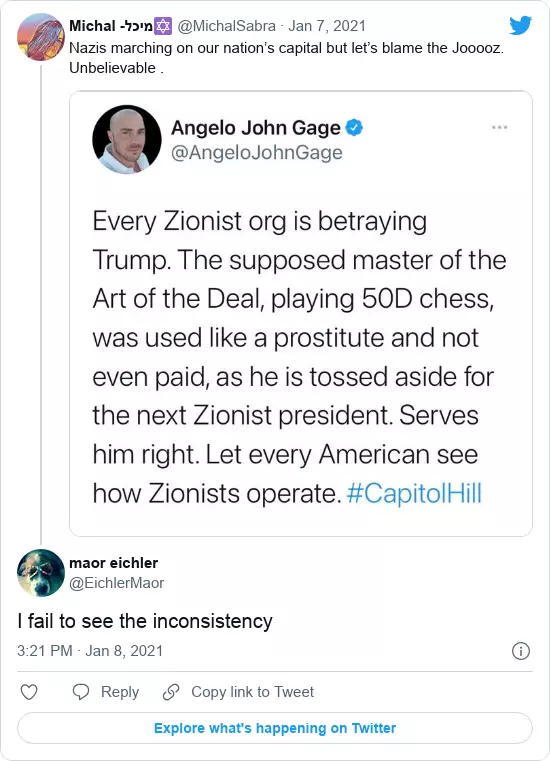 Michal -מיכל✡ @MichalSabra · Jan 7, 2021
Nazis marching on our nation’s capital but let’s blame the Jooooz.
Unbelievable .
Angelo John Gage
@AngeloJohnGage
Every Zionist org is betraying
Trump. The supposed master of the
Art of the Deal, playing 50D chess,
was used like a prostitute and not
even paid, as he is tossed aside for
the next Zionist president. Serves
him right. Let every American see
how Zionists operate. #CapitolHill
maor eichler
@EichlerMaor
I fail to see the inconsistency
3:21 PM · Jan 8, 2021
Reply
Copy link to Tweet
Explore what's happening on Twitter